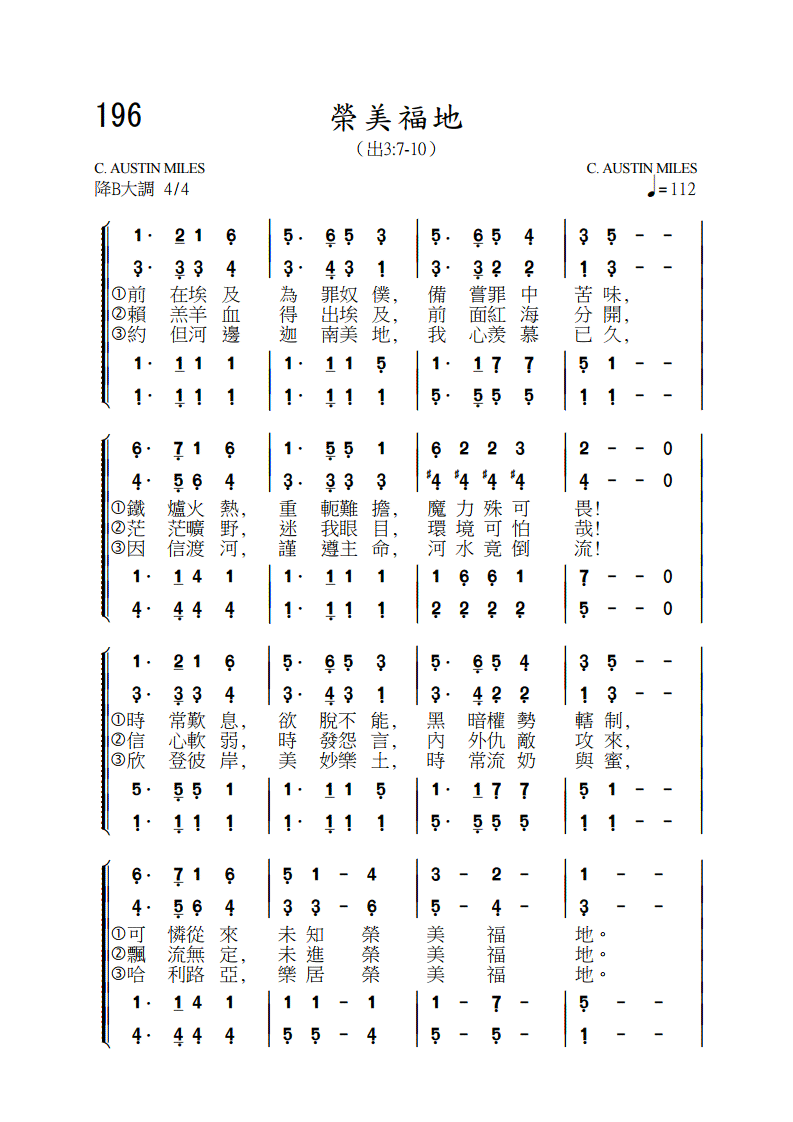 196
榮美福地
（出3:7-10）
C. AUSTIN MILES C. AUSTIN MILES
降B大調 4/4 ♩=112
1· 2 1 6 5· 6 5 3 5· 6 5 4 3 5 - -
3· 3 3 4 3· 4 3 1 3· 3 2 2 1 3 - -
①前 在埃 及 為 罪奴 僕, 備 嘗罪 中 苦 味,
②賴 羔羊 血 得 出埃 及, 前 面紅 海 分 開,
③約 但河 邊 迦 南美 地, 我 心羨 慕 已 久,
1· 1 1 1 1· 1 1 5 1· 1 7 7 5 1 - -
1· 1 1 1 1· 1 1 1 5· 5 5 5 1 1 - -
6· 7 1 6 1· 5 5 1 6 2 2 3 2 - - 0
4· 5 6 4 3· 3 3 3 #4 #4 #4 #4 4 - - 0
①鐵 爐火 熱, 重 軛難 擔, 魔 力 殊 可 畏!
②茫 茫曠 野, 迷 我眼 目, 環 境 可 怕 哉!
③因 信渡 河, 謹 遵主 命, 河 水 竟 倒 流!
1· 1 4 1 1· 1 1 1 1 6 6 1 7 - - 0
4· 4 4 4 1· 1 1 1 2 2 2 2 5 - - 0
1· 2 1 6 5· 6 5 3 5· 6 5 4 3 5 - -
3· 3 3 4 3· 4 3 1 3· 4 2 2 1 3 - -
①時 常歎 息, 欲 脫不 能, 黑 暗權 勢 轄 制,
②信 心軟 弱, 時 發怨 言, 內 外仇 敵 攻 來,
③欣 登彼 岸, 美 妙樂 土, 時 常流 奶 與 蜜,
5· 5 5 1 1· 1 1 5 1· 1 7 7 5 1 - -
1· 1 1 1 1· 1 1 1 5· 5 5 5 1 1 - -
6· 7 1 6 5 1 - 4 3 - 2 - 1 - -
4· 5 6 4 3 3 - 6 5 - 4 - 3 - -
①可 憐從 來 未 知 榮 美 福 地。
②飄 流無 定, 未 進 榮 美 福 地。
③哈 利路 亞, 樂 居 榮 美 福 地。
1· 1 4 1 1 1 - 1 1 - 7 - 5 - -
4· 4 4 4 5 5 - 4 5 - 5 - 1 - -